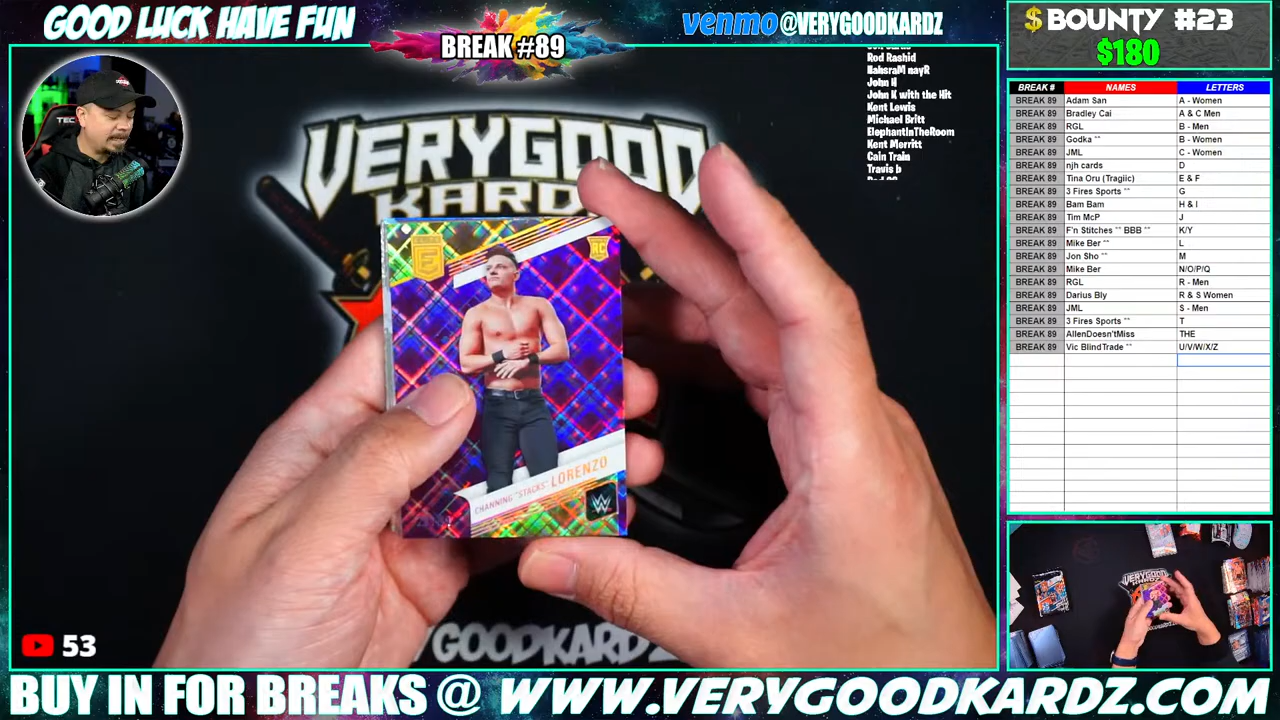 GOOD LUCK HAVE FUN
BREAK #89
venmo @VERYGOODKARDZ
$ BOUNTY #23
$180
Rod Rashid
HahsraM nayR
John H
John K with the Hit
Kent Lewis
Michael Britt
ElephantInTheRoom
Kent Merritt
Cain Train
Travis b
BREAK # NAMES LETTERS
BREAK 89 Adam San A - Women
BREAK 89 Bradley Cai A & C Men
BREAK 89 RGL B - Men
BREAK 89 Godka ** B - Women
BREAK 89 JML C - Women
BREAK 89 njh cards D
BREAK 89 Tina Oru (Tragiic) E & F
BREAK 89 3 Fires Sports ** G
BREAK 89 Bam Bam H & I
BREAK 89 Tim McP J
BREAK 89 F'n Stitches ** BBB ** K/Y
BREAK 89 Mike Ber ** L
BREAK 89 Jon Sho ** M
BREAK 89 Mike Ber N/O/P/Q
BREAK 89 RGL R - Men
BREAK 89 Darius Bly R & S Women
BREAK 89 JML S - Men
BREAK 89 3 Fires Sports ** T
BREAK 89 AllenDoesn'tMiss THE
BREAK 89 Vic BlindTrade ** U/V/W/X/Z
TEC
VERYGOOD
KARDZ
RC
CHANNING "STACKS" LORENZO
W
YGOODKARDZ
VERYGOOD
KARDZ
53
BUY IN FOR BREAKS @ WWW.VERYGOODKARDZ.COM